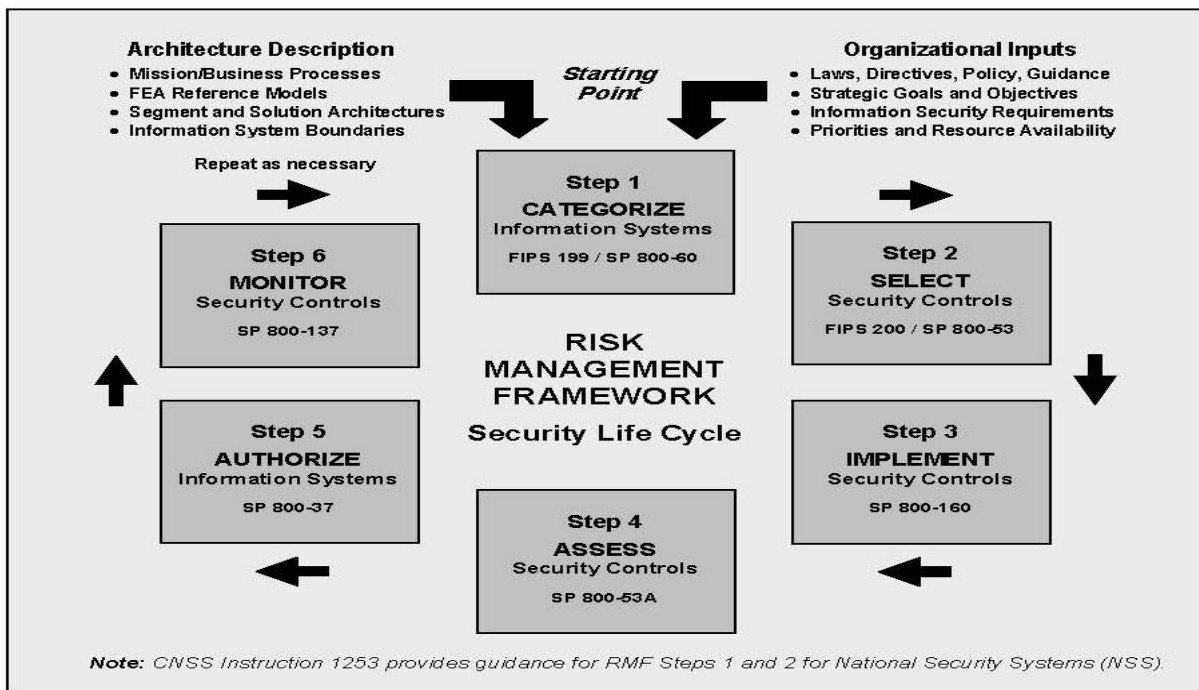 Architecture Description
• Mission/Business Processes
• FEA Reference Models
• Segment and Solution Architectures
• Information System Boundaries
Starting
Point
Organizational Inputs
• Laws, Directives, Policy, Guidance
• Strategic Goals and Objectives
• Information Security Requirements
• Priorities and Resource Availability
Repeat as necessary
Step 1
CATEGORIZE
Information Systems
FIPS 199 / SP 800-60
Step 2
SELECT
Security Controls
FIPS 200 / SP 800-53
Step 3
IMPLEMENT
Security Controls
SP 800-160
Step 4
ASSESS
Security Controls
SP 800-53A
Step 5
AUTHORIZE
Information Systems
SP 800-37
Step 6
MONITOR
Security Controls
SP 800-137
RISK
MANAGEMENT
FRAMEWORK
Security Life Cycle
Note: CNSS Instruction 1253 provides guidance for RMF Steps 1 and 2 for National Security Systems (NSS).